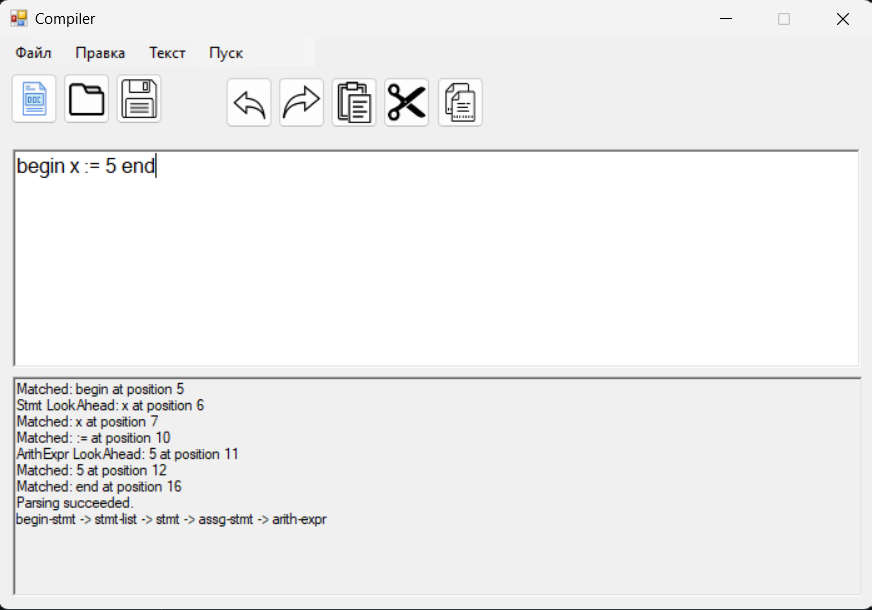 Compiler
Файл Правка Текст Пуск
DOC
begin x := 5 end
Matched: begin at position 5
Stmt LookAhead: x at position 6
Matched: x at position 7
Matched: := at position 10
ArithExpr LookAhead: 5 at position 11
Matched: 5 at position 12
Matched: end at position 16
Parsing succeeded.
begin-stmt -> stmt-list -> stmt -> assg-stmt -> arith-expr